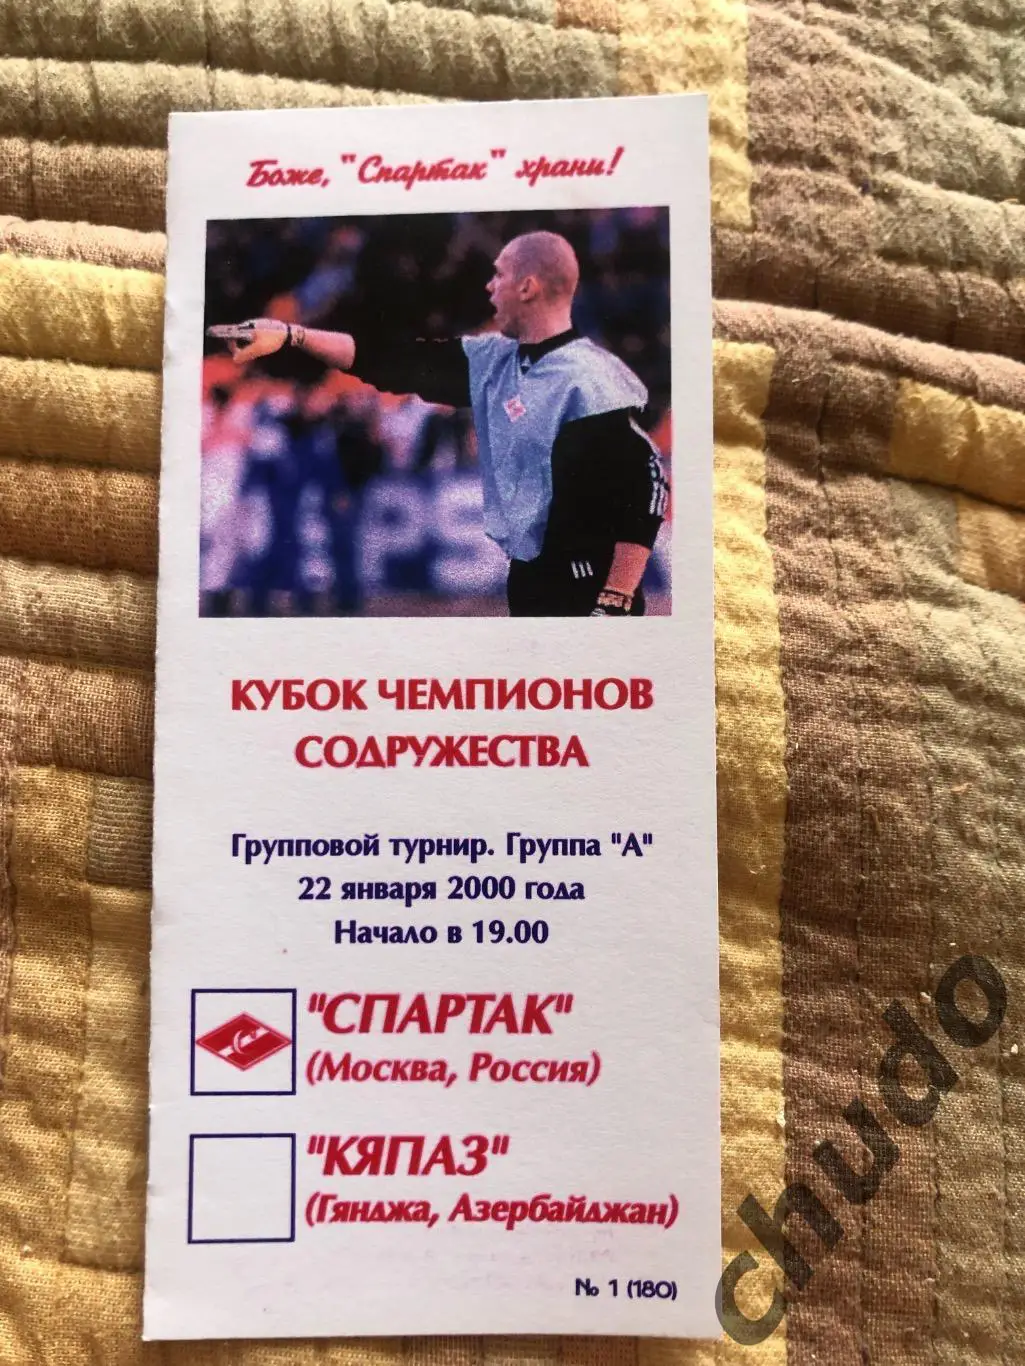 Боже, "Спартак" храни!
PS
КУБОК ЧЕМПИОНОВ
СОДРУЖЕСТВА
Групповой турнир. Группа "А"
22 января 2000 года
Начало в 19.00
"СПАРТАК"
(Москва, Россия)
"КЯПАЗ"
(Гянджа, Азербайджан)
№ 1 (180)
chudo